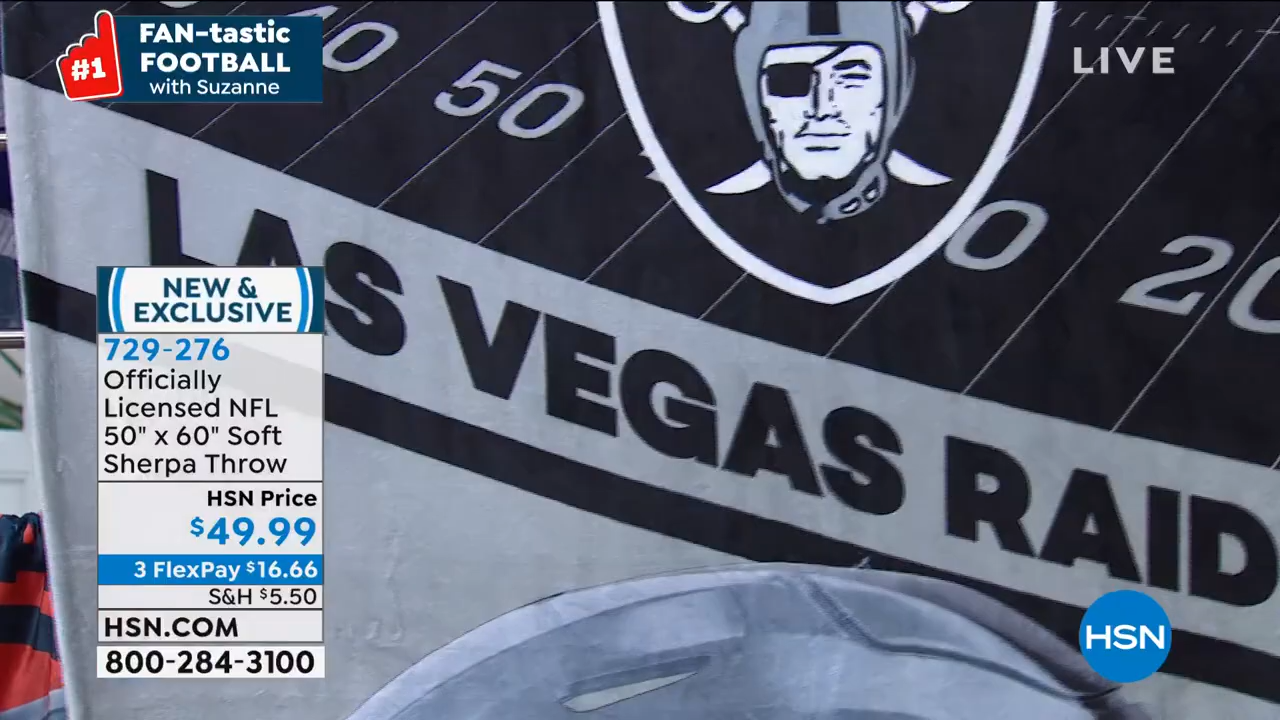 #1
FAN-tastic
FOOTBALL
with Suzanne
LIVE
50
20
LAS VEGAS RAID
NEW &
EXCLUSIVE
729-276
Officially
Licensed NFL
50" x 60" Soft
Sherpa Throw
HSN Price
$49.99
3 FlexPay $16.66
S&H $5.50
HSN.COM
800-284-3100
HSN